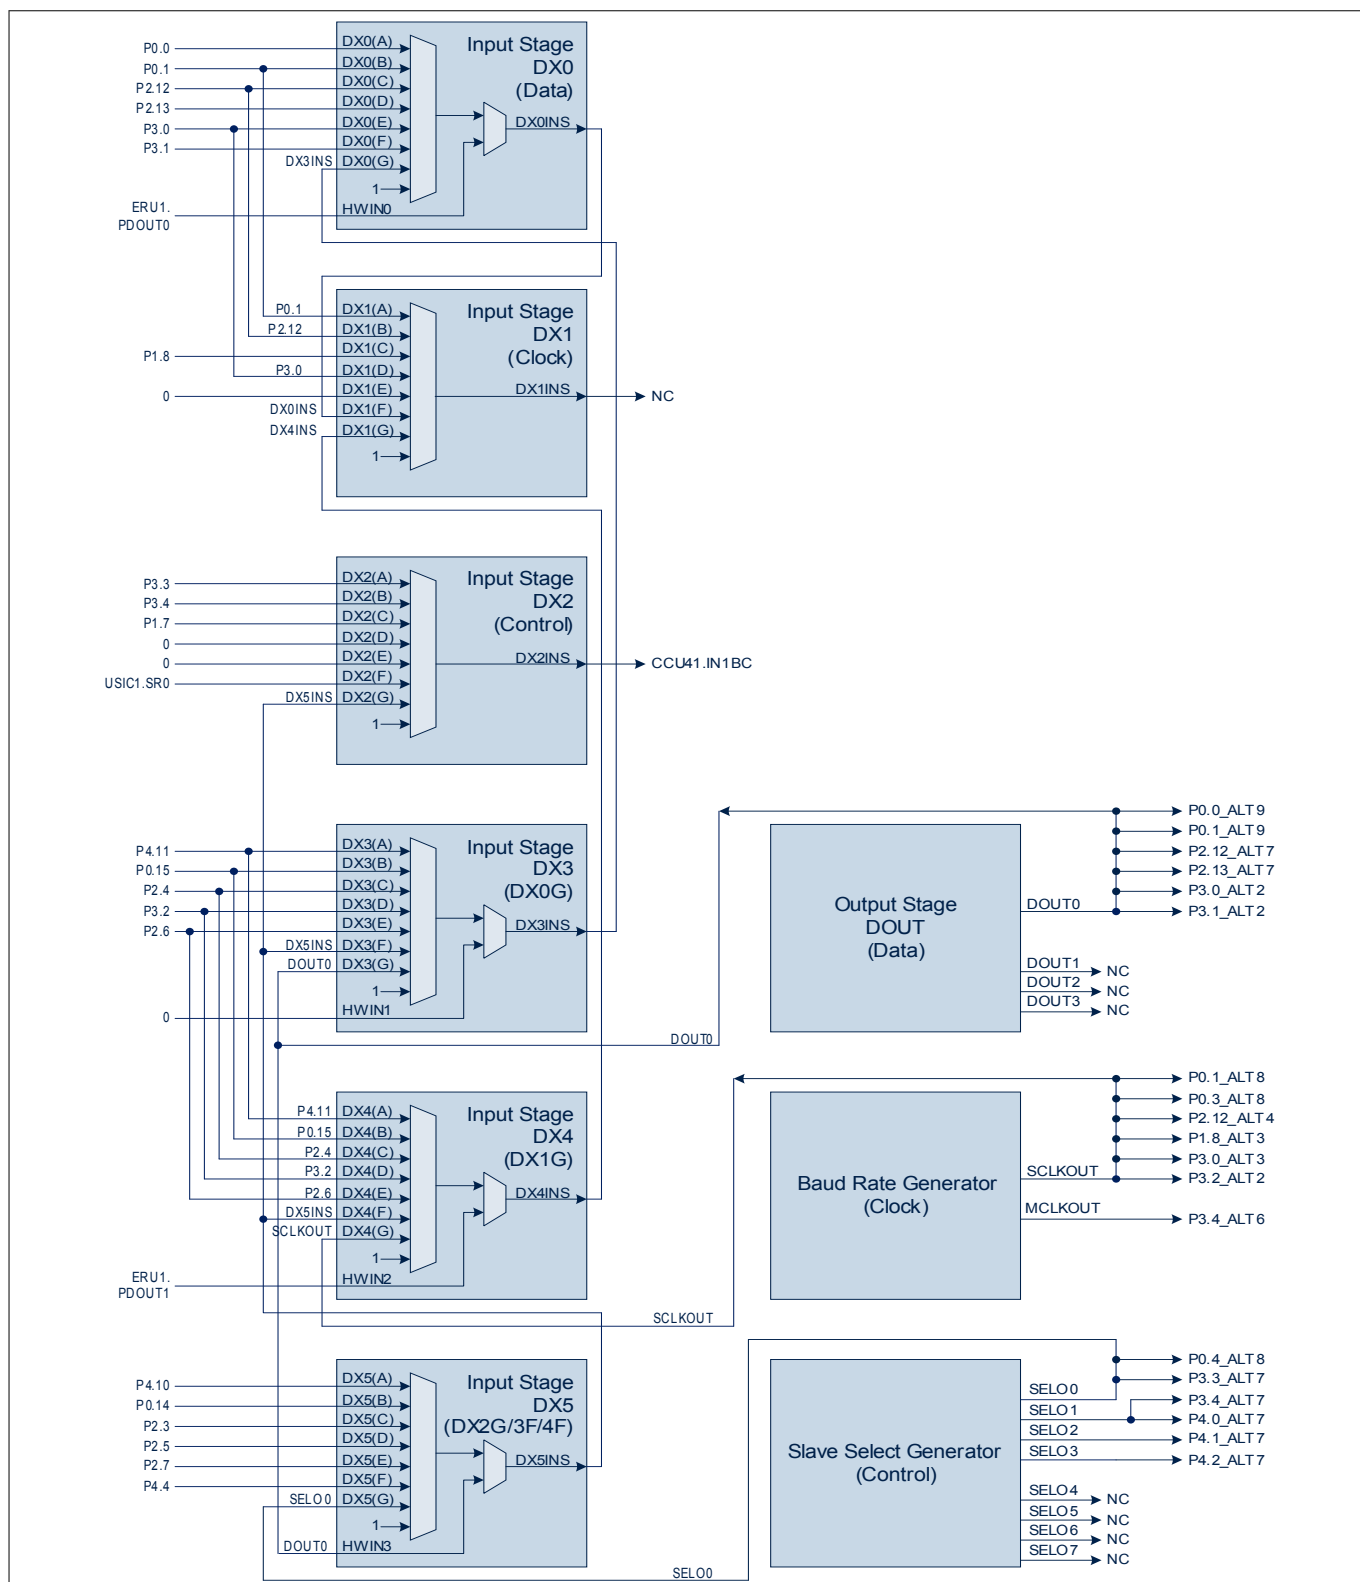 P0.0 DX0(A) Input Stage
P0.1 DX0(B) DX0
P2.12 DX0(C) (Data)
P2.13 DX0(D)
P3.0 DX0(E) DX0INS
P3.1 DX0(F)
DX3INS DX0(G)
1
ERU1. HWIN0
PDOUT0
P0.1 DX1(A) Input Stage
P2.12 DX1(B) DX1
P1.8 DX1(C) (Clock)
P3.0 DX1(D)
0 DX1(E) DX1INS NC
DX0INS DX1(F)
DX4INS DX1(G)
1
P3.3 DX2(A) Input Stage
P3.4 DX2(B) DX2
P1.7 DX2(C) (Control)
0 DX2(D)
0 DX2(E) DX2INS CCU41.IN1BC
USIC1.SR0 DX2(F)
DX5INS DX2(G)
1
P4.11 DX3(A) Input Stage
P0.15 DX3(B) DX3
P2.4 DX3(C) (DX0G)
P3.2 DX3(D)
P2.6 DX3(E) DX3INS
DX5INS DX3(F)
DOUT0 DX3(G)
1
0 HWIN1
DOUT0
P0.0_ALT9
P0.1_ALT9
P2.12_ALT7
P2.13_ALT7
P3.0_ALT2
Output Stage DOUT0 P3.1_ALT2
DOUT
(Data)
DOUT1 NC
DOUT2 NC
DOUT3 NC
P4.11 DX4(A) Input Stage
P0.15 DX4(B) DX4
P2.4 DX4(C) (DX1G)
P3.2 DX4(D)
P2.6 DX4(E) DX4INS
DX5INS DX4(F)
SCLKOUT DX4(G)
1
ERU1. HWIN2
PDOUT1
SCLKOUT
P0.1_ALT8
P0.3_ALT8
P2.12_ALT4
P1.8_ALT3
P3.0_ALT3
Baud Rate Generator SCLKOUT P3.2_ALT2
(Clock)
MCLKOUT P3.4_ALT6
P4.10 DX5(A) Input Stage
P0.14 DX5(B) DX5
P2.3 DX5(C) (DX2G/3F/4F)
P2.5 DX5(D)
P2.7 DX5(E) DX5INS
P4.4 DX5(F)
SELO0 DX5(G)
1
DOUT0 HWIN3
SELO0
P0.4_ALT8
P3.3_ALT7
SELO0 P3.4_ALT7
SELO1 P4.0_ALT7
SELO2 P4.1_ALT7
Slave Select Generator SELO3 P4.2_ALT7
(Control)
SELO4 NC
SELO5 NC
SELO6 NC
SELO7 NC